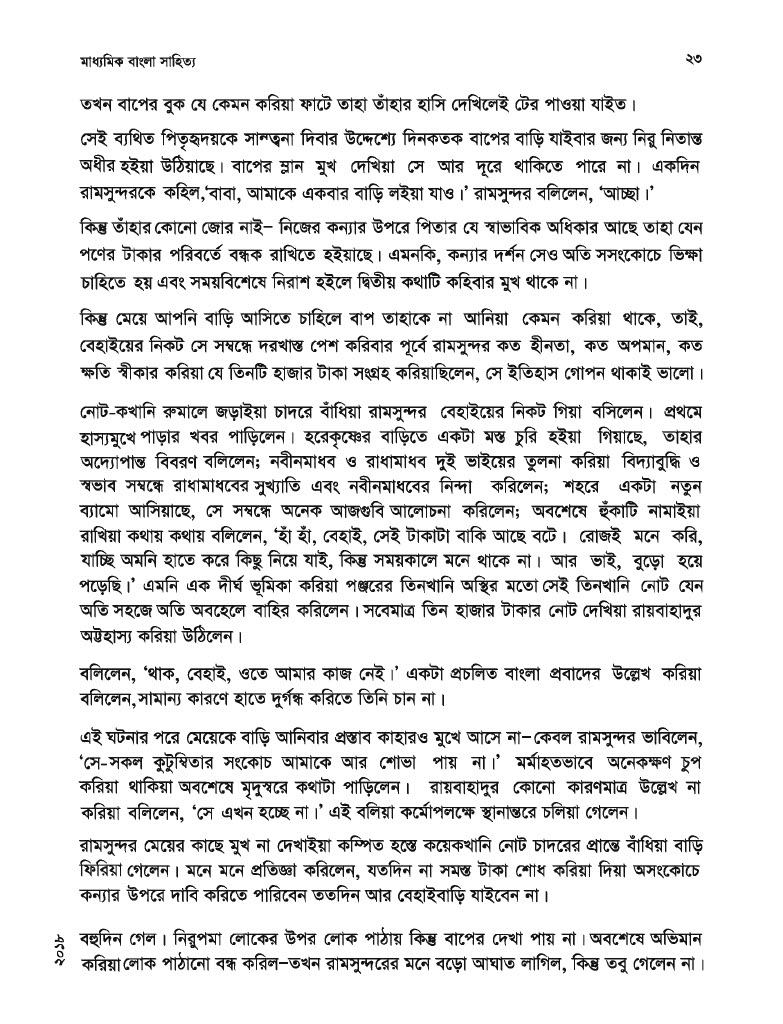 মাধ্যমিক বাংলা সাহিত্য ২৩
তখন বাপের বুক যে কেমন করিয়া ফাটে তাহা তাঁহার হাসি দেখিলেই টের পাওয়া যাইত।
সেই ব্যথিত পিতৃহৃদয়কে সান্ত্বনা দিবার উদ্দেশ্যে দিনকতক বাপের বাড়ি যাইবার জন্য নিরু নিতান্ত
অধীর হইয়া উঠিয়াছে। বাপের ম্লান মুখ দেখিয়া সে আর দূরে থাকিতে পারে না। একদিন
রামসুন্দরকে কহিল,‘বাবা, আমাকে একবার বাড়ি লইয়া যাও।’ রামসুন্দর বলিলেন, ‘আচ্ছা।’
কিন্তু তাঁহার কোনো জোর নাই– নিজের কন্যার উপরে পিতার যে স্বাভাবিক অধিকার আছে তাহা যেন
পণের টাকার পরিবর্তে বন্ধক রাখিতে হইয়াছে। এমনকি, কন্যার দর্শন সেও অতি সসংকোচে ভিক্ষা
চাহিতে হয় এবং সময়বিশেষে নিরাশ হইলে দ্বিতীয় কথাটি কহিবার মুখ থাকে না।
কিন্তু মেয়ে আপনি বাড়ি আসিতে চাহিলে বাপ তাহাকে না আনিয়া কেমন করিয়া থাকে, তাই,
বেহাইয়ের নিকট সে সম্বন্ধে দরখাস্ত পেশ করিবার পূর্বে রামসুন্দর কত হীনতা, কত অপমান, কত
ক্ষতি স্বীকার করিয়া যে তিনটি হাজার টাকা সংগ্রহ করিয়াছিলেন, সে ইতিহাস গোপন থাকাই ভালো।
নোট-কখানি রুমালে জড়াইয়া চাদরে বাঁধিয়া রামসুন্দর বেহাইয়ের নিকট গিয়া বসিলেন। প্রথমে
হাস্যমুখে পাড়ার খবর পাড়িলেন। হরেকৃষ্ণের বাড়িতে একটা মস্ত চুরি হইয়া গিয়াছে, তাহার
অদ্যোপান্ত বিবরণ বলিলেন; নবীনমাধব ও রাধামাধব দুই ভাইয়ের তুলনা করিয়া বিদ্যাবুদ্ধি ও
স্বভাব সম্বন্ধে রাধামাধবের সুখ্যাতি এবং নবীনমাধবের নিন্দা করিলেন; শহরে একটা নতুন
ব্যামো আসিয়াছে, সে সম্বন্ধে অনেক আজগুবি আলোচনা করিলেন; অবশেষে হুঁকাটি নামাইয়া
রাখিয়া কথায় কথায় বলিলেন, ‘হাঁ হাঁ, বেহাই, সেই টাকাটা বাকি আছে বটে। রোজই মনে করি,
যাচ্ছি অমনি হাতে করে কিছু নিয়ে যাই, কিন্তু সময়কালে মনে থাকে না। আর ভাই, বুড়ো হয়ে
পড়েছি।’ এমনি এক দীর্ঘ ভূমিকা করিয়া পঞ্জরের তিনখানি অস্থির মতো সেই তিনখানি নোট যেন
অতি সহজে অতি অবহেলে বাহির করিলেন। সবেমাত্র তিন হাজার টাকার নোট দেখিয়া রায়বাহাদুর
অট্টহাস্য করিয়া উঠিলেন।
বলিলেন, ‘থাক, বেহাই, ওতে আমার কাজ নেই।’ একটা প্রচলিত বাংলা প্রবাদের উল্লেখ করিয়া
বলিলেন,সামান্য কারণে হাতে দুর্গন্ধ করিতে তিনি চান না।
এই ঘটনার পরে মেয়েকে বাড়ি আনিবার প্রস্তাব কাহারও মুখে আসে না–কেবল রামসুন্দর ভাবিলেন,
‘সে-সকল কুটুম্বিতার সংকোচ আমাকে আর শোভা পায় না।’ মর্মাহতভাবে অনেকক্ষণ চুপ
করিয়া থাকিয়া অবশেষে মৃদুস্বরে কথাটা পাড়িলেন। রায়বাহাদুর কোনো কারণমাত্র উল্লেখ না
করিয়া বলিলেন, ‘সে এখন হচ্ছে না।’ এই বলিয়া কর্মোপলক্ষে স্থানান্তরে চলিয়া গেলেন।
রামসুন্দর মেয়ের কাছে মুখ না দেখাইয়া কম্পিত হস্তে কয়েকখানি নোট চাদরের প্রান্তে বাঁধিয়া বাড়ি
ফিরিয়া গেলেন। মনে মনে প্রতিজ্ঞা করিলেন, যতদিন না সমস্ত টাকা শোধ করিয়া দিয়া অসংকোচে
কন্যার উপরে দাবি করিতে পারিবেন ততদিন আর বেহাইবাড়ি যাইবেন না।
বহুদিন গেল। নিরুপমা লোকের উপর লোক পাঠায় কিন্তু বাপের দেখা পায় না। অবশেষে অভিমান
করিয়া লোক পাঠানো বন্ধ করিল–তখন রামসুন্দরের মনে বড়ো আঘাত লাগিল, কিন্তু তবু গেলেন না।
২০১৮